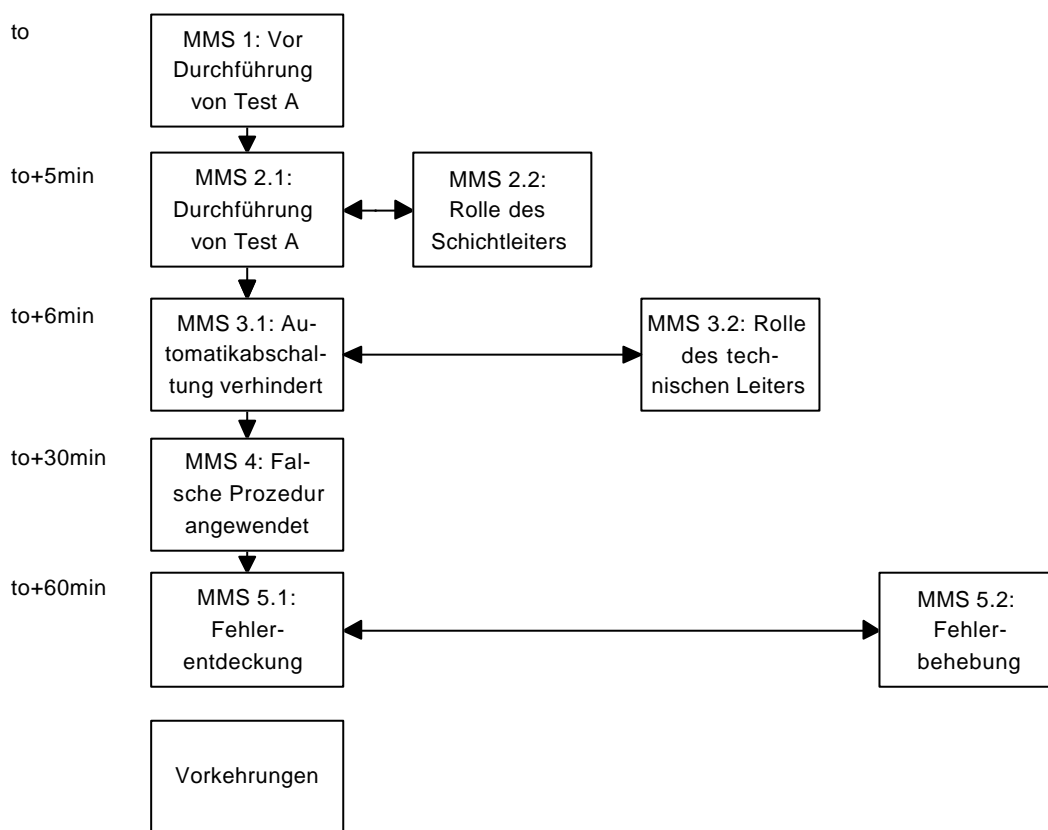 to
MMS 1: Vor
Durchführung
von Test A
to+5min
MMS 2.1:
Durchführung
von Test A
MMS 2.2:
Rolle des
Schichtleiters
to+6min
MMS 3.1: Au-
tomatikabschal-
tung verhindert
MMS 3.2: Rolle
des tech-
nischen Leiters
to+30min
MMS 4: Fal-
sche Prozedur
angewendet
to+60min
MMS 5.1:
Fehler-
entdeckung
MMS 5.2:
Fehler-
behebung
Vorkehrungen